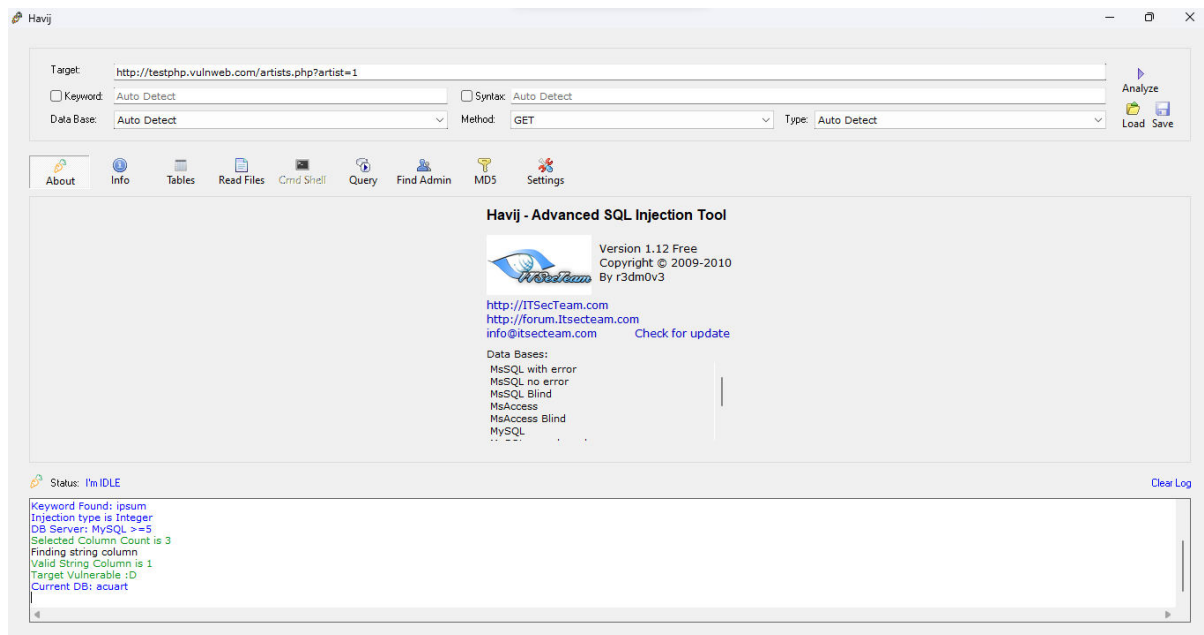 Havij
Target: http://testphp.vulnweb.com/artists.php?artist=1
Analyze
Keyword: Auto Detect Syntax: Auto Detect
Data Base: Auto Detect Method: GET Type: Auto Detect
Load Save
About Info Tables Read Files Cmd Shell Query Find Admin MD5 Settings
Havij - Advanced SQL Injection Tool
ITSecTeam
Version 1.12 Free
Copyright © 2009-2010
By r3dm0v3
http://ITSecTeam.com
http://forum.Itsecteam.com
info@itsecteam.com Check for update
Data Bases:
MsSQL with error
MsSQL no error
MsSQL Blind
MsAccess
MsAccess Blind
MySQL
Status: I'm IDLE Clear Log
Keyword Found: ipsum
Injection type is Integer
DB Server: MySQL >=5
Selected Column Count is 3
Finding string column
Valid String Column is 1
Target Vulnerable :D
Current DB: acuart